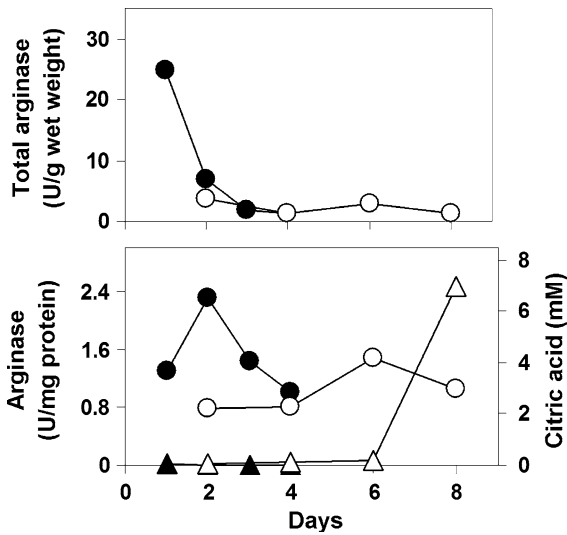 Total arginase
(U/g wet weight)
30
20
10
0
Arginase
(U/mg protein)
2.4
1.6
0.8
0
8
6
4
2
0
Citric acid (mM)
0 2 4 6 8
Days